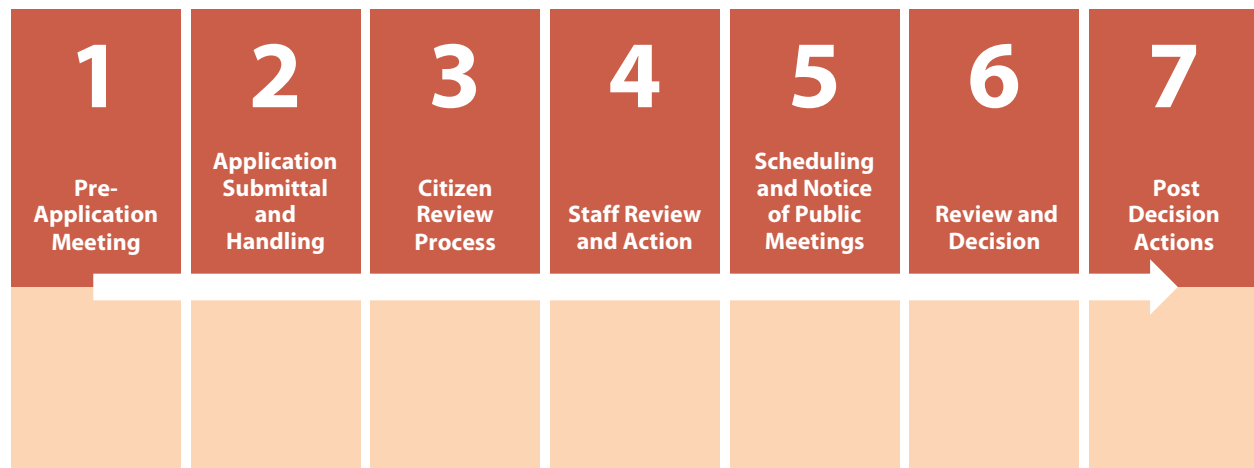 1
Pre-
Application
Meeting
2
Application
Submittal
and
Handling
3
Citizen
Review
Process
4
Staff Review
and Action
5
Scheduling
and Notice
of Public
Meetings
6
Review and
Decision
7
Post
Decision
Actions